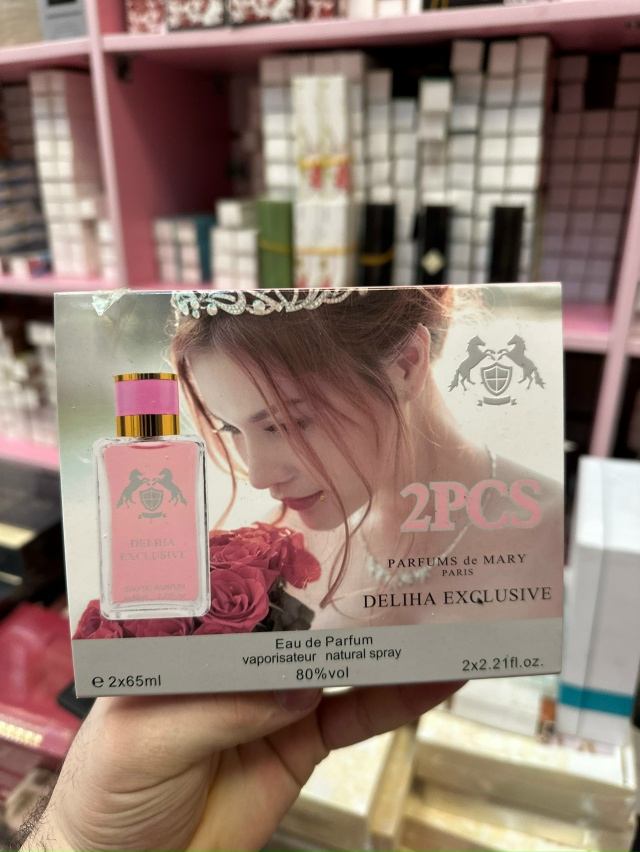 2PCS
PARFUMS de MARY
PARIS
DELIHA EXCLUSIVE
DELIHA
EXCLUSIVE
Eau de Parfum
vaporisateur natural spray
80%vol
℮ 2x65ml
2x2.21fl.oz.